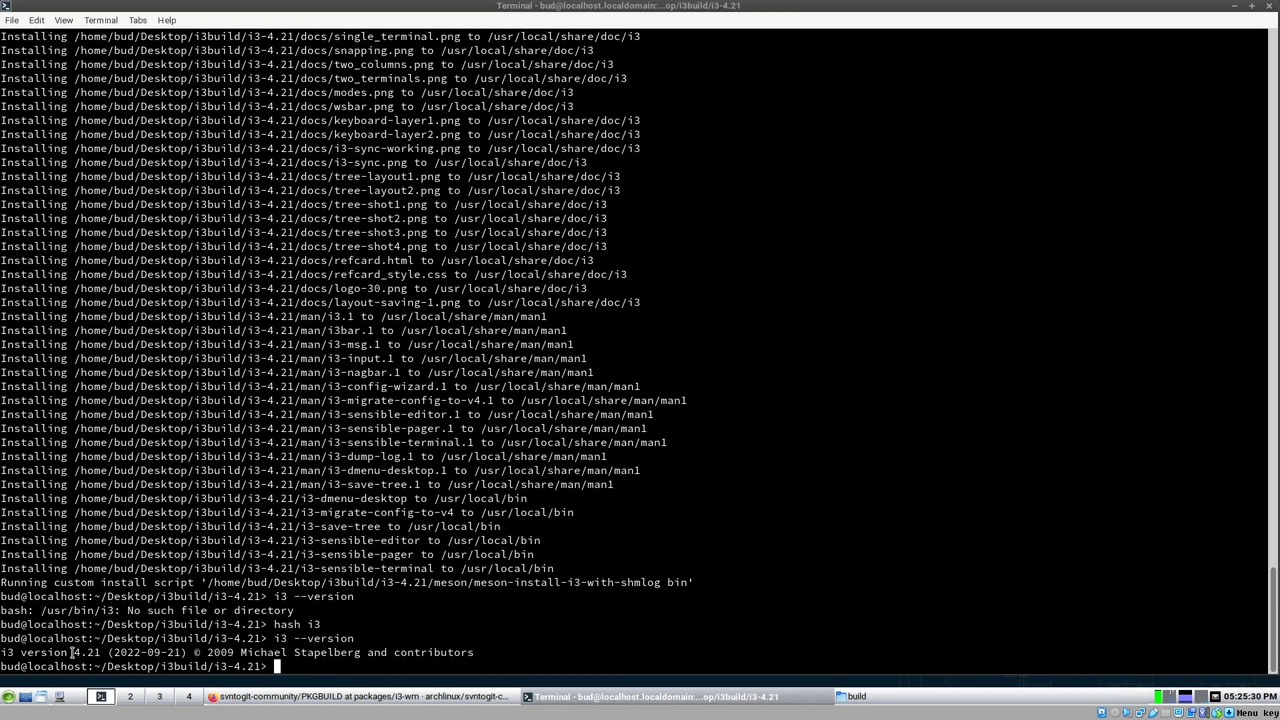 Terminal - bud@localhost.localdomain:...op/i3build/i3-4.21
File Edit View Terminal Tabs Help
Installing /home/bud/Desktop/i3build/i3-4.21/docs/single_terminal.png to /usr/local/share/doc/i3
Installing /home/bud/Desktop/i3build/i3-4.21/docs/snapping.png to /usr/local/share/doc/i3
Installing /home/bud/Desktop/i3build/i3-4.21/docs/two_columns.png to /usr/local/share/doc/i3
Installing /home/bud/Desktop/i3build/i3-4.21/docs/two_terminals.png to /usr/local/share/doc/i3
Installing /home/bud/Desktop/i3build/i3-4.21/docs/modes.png to /usr/local/share/doc/i3
Installing /home/bud/Desktop/i3build/i3-4.21/docs/wsbar.png to /usr/local/share/doc/i3
Installing /home/bud/Desktop/i3build/i3-4.21/docs/keyboard-layer1.png to /usr/local/share/doc/i3
Installing /home/bud/Desktop/i3build/i3-4.21/docs/keyboard-layer2.png to /usr/local/share/doc/i3
Installing /home/bud/Desktop/i3build/i3-4.21/docs/i3-sync-working.png to /usr/local/share/doc/i3
Installing /home/bud/Desktop/i3build/i3-4.21/docs/i3-sync.png to /usr/local/share/doc/i3
Installing /home/bud/Desktop/i3build/i3-4.21/docs/tree-layout1.png to /usr/local/share/doc/i3
Installing /home/bud/Desktop/i3build/i3-4.21/docs/tree-layout2.png to /usr/local/share/doc/i3
Installing /home/bud/Desktop/i3build/i3-4.21/docs/tree-shot1.png to /usr/local/share/doc/i3
Installing /home/bud/Desktop/i3build/i3-4.21/docs/tree-shot2.png to /usr/local/share/doc/i3
Installing /home/bud/Desktop/i3build/i3-4.21/docs/tree-shot3.png to /usr/local/share/doc/i3
Installing /home/bud/Desktop/i3build/i3-4.21/docs/tree-shot4.png to /usr/local/share/doc/i3
Installing /home/bud/Desktop/i3build/i3-4.21/docs/refcard.html to /usr/local/share/doc/i3
Installing /home/bud/Desktop/i3build/i3-4.21/docs/refcard_style.css to /usr/local/share/doc/i3
Installing /home/bud/Desktop/i3build/i3-4.21/docs/logo-30.png to /usr/local/share/doc/i3
Installing /home/bud/Desktop/i3build/i3-4.21/docs/layout-saving-1.png to /usr/local/share/doc/i3
Installing /home/bud/Desktop/i3build/i3-4.21/man/i3.1 to /usr/local/share/man/man1
Installing /home/bud/Desktop/i3build/i3-4.21/man/i3bar.1 to /usr/local/share/man/man1
Installing /home/bud/Desktop/i3build/i3-4.21/man/i3-msg.1 to /usr/local/share/man/man1
Installing /home/bud/Desktop/i3build/i3-4.21/man/i3-input.1 to /usr/local/share/man/man1
Installing /home/bud/Desktop/i3build/i3-4.21/man/i3-nagbar.1 to /usr/local/share/man/man1
Installing /home/bud/Desktop/i3build/i3-4.21/man/i3-config-wizard.1 to /usr/local/share/man/man1
Installing /home/bud/Desktop/i3build/i3-4.21/man/i3-migrate-config-to-v4.1 to /usr/local/share/man/man1
Installing /home/bud/Desktop/i3build/i3-4.21/man/i3-sensible-editor.1 to /usr/local/share/man/man1
Installing /home/bud/Desktop/i3build/i3-4.21/man/i3-sensible-pager.1 to /usr/local/share/man/man1
Installing /home/bud/Desktop/i3build/i3-4.21/man/i3-sensible-terminal.1 to /usr/local/share/man/man1
Installing /home/bud/Desktop/i3build/i3-4.21/man/i3-dump-log.1 to /usr/local/share/man/man1
Installing /home/bud/Desktop/i3build/i3-4.21/man/i3-dmenu-desktop.1 to /usr/local/share/man/man1
Installing /home/bud/Desktop/i3build/i3-4.21/man/i3-save-tree.1 to /usr/local/share/man/man1
Installing /home/bud/Desktop/i3build/i3-4.21/i3-dmenu-desktop to /usr/local/bin
Installing /home/bud/Desktop/i3build/i3-4.21/i3-migrate-config-to-v4 to /usr/local/bin
Installing /home/bud/Desktop/i3build/i3-4.21/i3-save-tree to /usr/local/bin
Installing /home/bud/Desktop/i3build/i3-4.21/i3-sensible-editor to /usr/local/bin
Installing /home/bud/Desktop/i3build/i3-4.21/i3-sensible-pager to /usr/local/bin
Installing /home/bud/Desktop/i3build/i3-4.21/i3-sensible-terminal to /usr/local/bin
Running custom install script '/home/bud/Desktop/i3build/i3-4.21/meson/meson-install-i3-with-shmlog bin'
bud@localhost:~/Desktop/i3build/i3-4.21> i3 --version
bash: /usr/bin/i3: No such file or directory
bud@localhost:~/Desktop/i3build/i3-4.21> hash i3
bud@localhost:~/Desktop/i3build/i3-4.21> i3 --version
i3 version 4.21 (2022-09-21) © 2009 Michael Stapelberg and contributors
bud@localhost:~/Desktop/i3build/i3-4.21>
2 3 4 svntogit-community/PKGBUILD at packages/i3-wm · archlinux/svntogit-c... Terminal - bud@localhost.localdomain:...op/i3build/i3-4.21 build 05:25:30 PM
Menu key